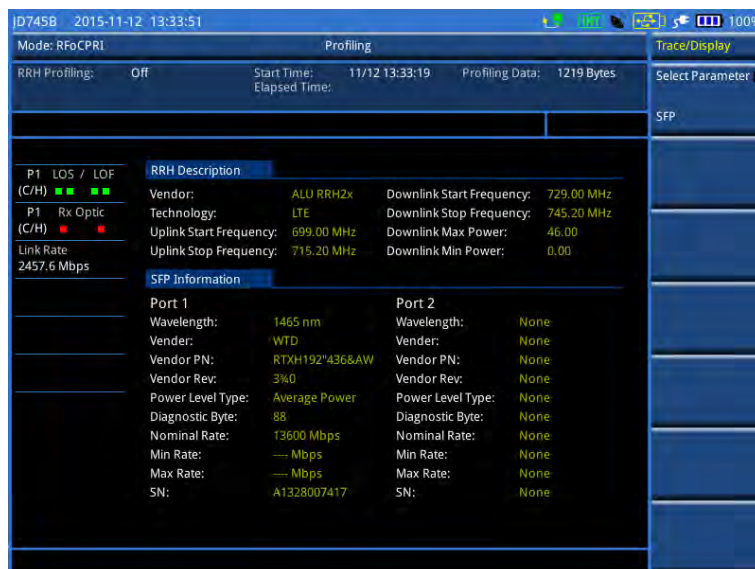 JD745B 2015-11-12 13:33:51 HMT 100%
Mode: RFoCPRI Profiling Trace/Display
RRH Profiling: Off Start Time: 11/12 13:33:19 Profiling Data: 1219 Bytes Select Parameter
Elapsed Time:
SFP
RRH Description
P1 LOS / LOF
(C/H)
Vendor: ALU RRH2x Downlink Start Frequency: 729.00 MHz
P1 Rx Optic
(C/H)
Technology: LTE Downlink Stop Frequency: 745.20 MHz
Uplink Start Frequency: 699.00 MHz Downlink Max Power: 46.00
Link Rate
2457.6 Mbps
Uplink Stop Frequency: 715.20 MHz Downlink Min Power: 0.00
SFP Information
Port 1 Port 2
Wavelength: 1465 nm Wavelength: None
Vender: WTD Vender: None
Vendor PN: RTXH192"436&AW Vendor PN: None
Vendor Rev: 3¾0 Vendor Rev: None
Power Level Type: Average Power Power Level Type: None
Diagnostic Byte: 88 Diagnostic Byte: None
Nominal Rate: 13600 Mbps Nominal Rate: None
Min Rate: ---- Mbps Min Rate: None
Max Rate: ---- Mbps Max Rate: None
SN: A1328007417 SN: None